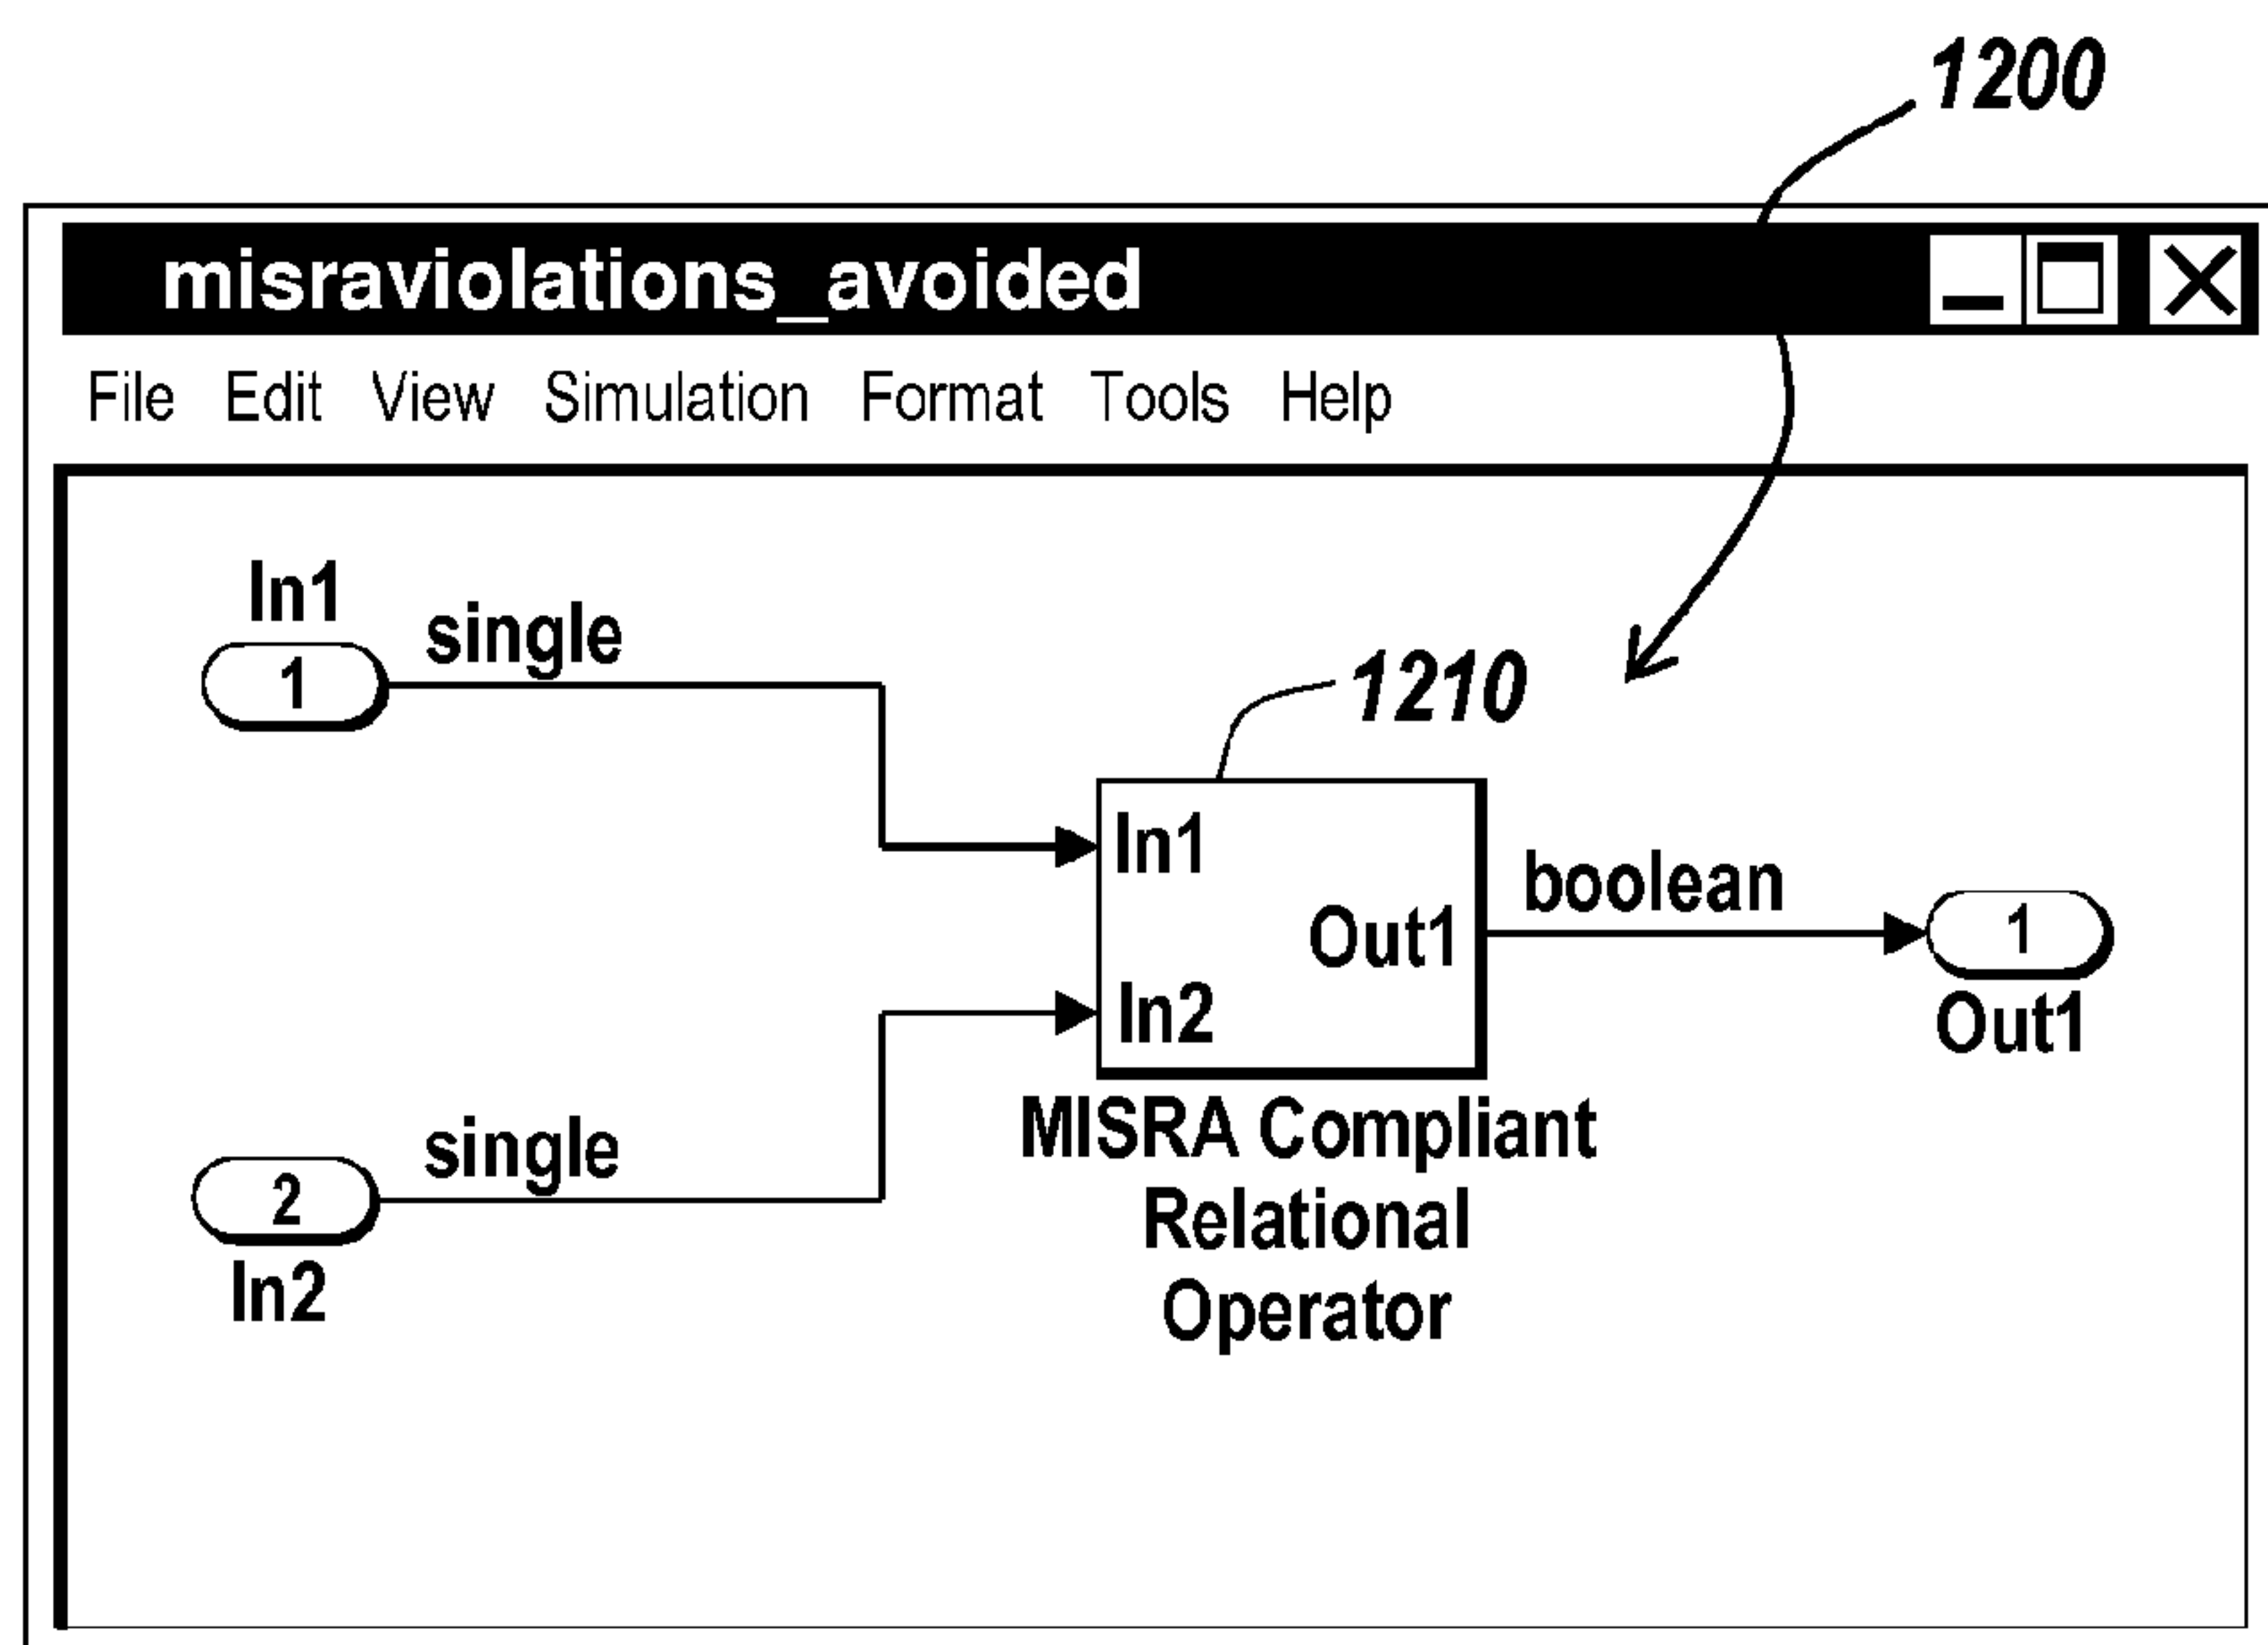 1200
misraviolations_avoided
File Edit View Simulation Format Tools Help
In1
1
single
1210
In1
In2
Out1
boolean
1
Out1
MISRA Compliant
Relational
Operator
single
2
In2